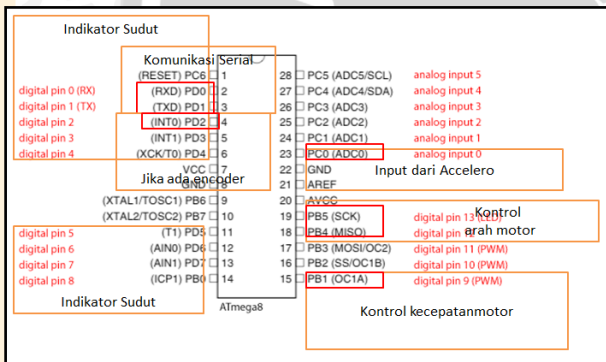 Indikator Sudut
Komunikasi Serial
(RESET) PC6 1 28 PC5 (ADC5/SCL) analog input 5
digital pin 0 (RX) (RXD) PD0 2 27 PC4 (ADC4/SDA) analog input 4
digital pin 1 (TX) (TXD) PD1 3 26 PC3 (ADC3) analog input 3
digital pin 2 (INT0) PD2 4 25 PC2 (ADC2) analog input 2
digital pin 3 (INT1) PD3 5 24 PC1 (ADC1) analog input 1
digital pin 4 (XCK/T0) PD4 6 23 PC0 (ADC0) analog input 0
VCC 7 22 GND
Jika ada encoder
Input dari Accelero
GND 8 21 AREF
(XTAL1/TOSC1) PB6 9 20 AVCC
(XTAL2/TOSC2) PB7 10 19 PB5 (SCK) digital pin 13 (LED)
Kontrol
arah motor
digital pin 5 (T1) PD5 11 18 PB4 (MISO) digital pin 12
digital pin 6 (AIN0) PD6 12 17 PB3 (MOSI/OC2) digital pin 11 (PWM)
digital pin 7 (AIN1) PD7 13 16 PB2 (SS/OC1B) digital pin 10 (PWM)
digital pin 8 (ICP1) PB0 14 15 PB1 (OC1A) digital pin 9 (PWM)
Indikator Sudut
ATmega8
Kontrol kecepatanmotor